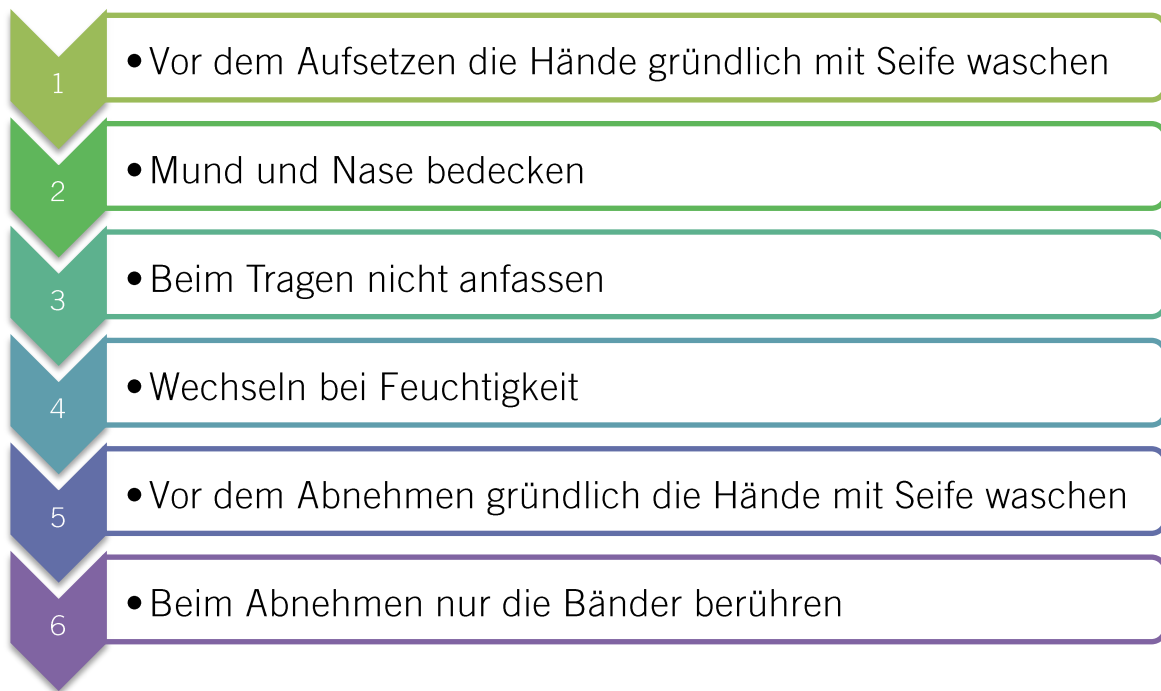 1 • Vor dem Aufsetzen die Hände gründlich mit Seife waschen
2 • Mund und Nase bedecken
3 • Beim Tragen nicht anfassen
4 • Wechseln bei Feuchtigkeit
5 • Vor dem Abnehmen gründlich die Hände mit Seife waschen
6 • Beim Abnehmen nur die Bänder berühren